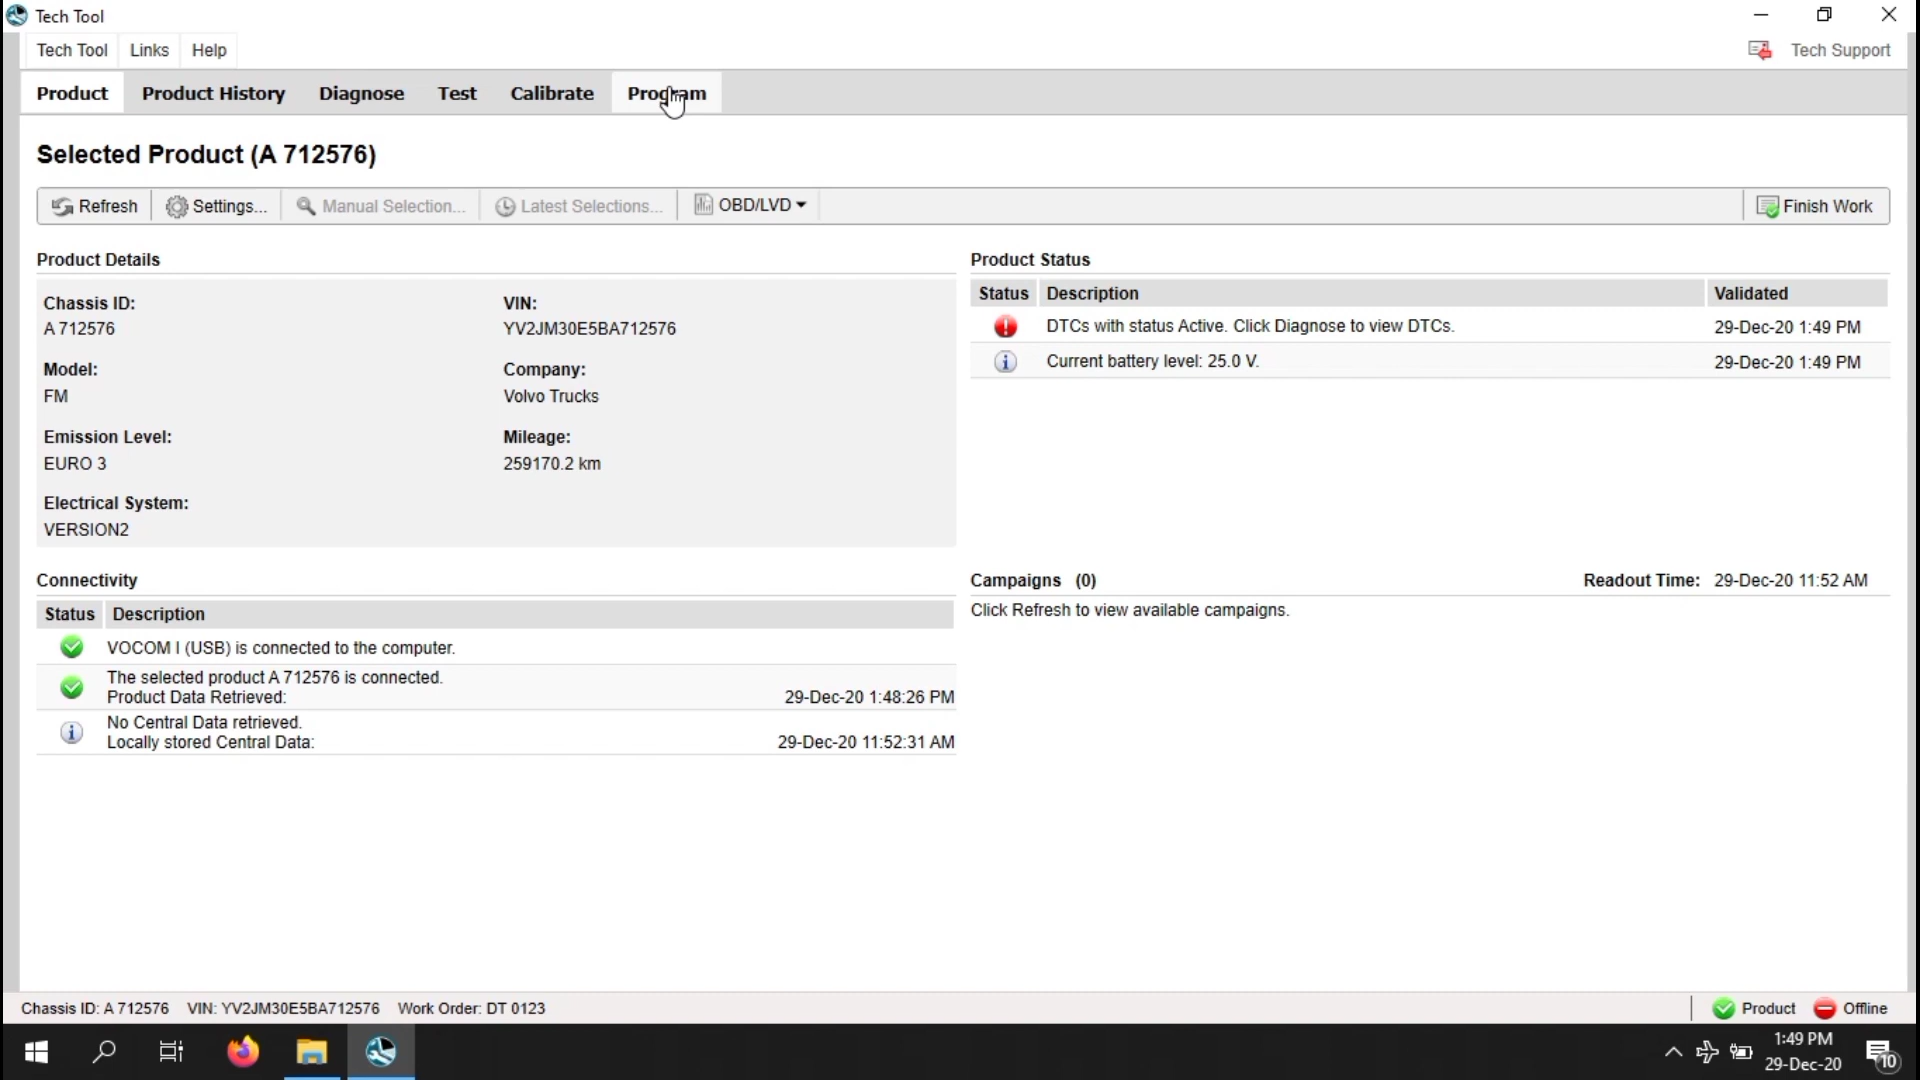 Tech Tool
Tech Tool Links Help Tech Support
Product Product History Diagnose Test Calibrate Program
Selected Product (A 712576)
Refresh Settings... Manual Selection... Latest Selections... OBD/LVD Finish Work
Product Details
Chassis ID: VIN:
A 712576 YV2JM30E5BA712576
Model: Company:
FM Volvo Trucks
Emission Level: Mileage:
EURO 3 259170.2 km
Electrical System:
VERSION2
Product Status
Status Description Validated
DTCs with status Active. Click Diagnose to view DTCs. 29-Dec-20 1:49 PM
Current battery level: 25.0 V. 29-Dec-20 1:49 PM
Connectivity
Status Description
VOCOM I (USB) is connected to the computer.
The selected product A 712576 is connected.
Product Data Retrieved: 29-Dec-20 1:48:26 PM
No Central Data retrieved.
Locally stored Central Data: 29-Dec-20 11:52:31 AM
Campaigns (0) Readout Time: 29-Dec-20 11:52 AM
Click Refresh to view available campaigns.
Chassis ID: A 712576 VIN: YV2JM30E5BA712576 Work Order: DT 0123 Product Offline
1:49 PM
29-Dec-20
10